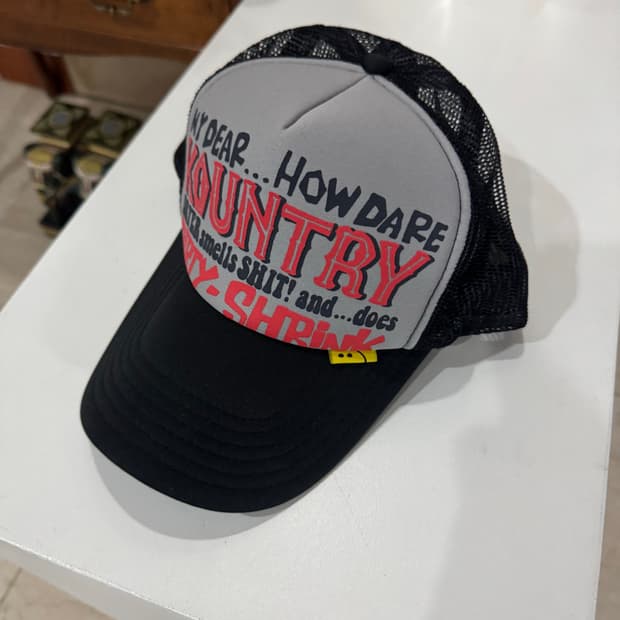 MY DEAR... HOW DARE
KOUNTRY
smells SHIT! and...does
-SHRiNK